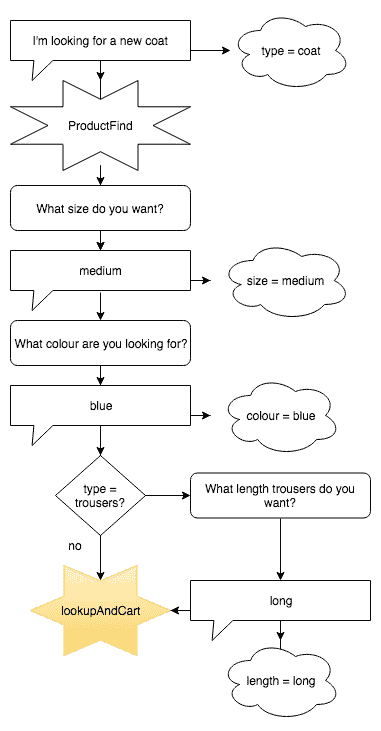 I'm looking for a new coat
type = coat
ProductFind
What size do you want?
medium
size = medium
What colour are you looking for?
blue
colour = blue
type =
trousers?
What length trousers do you
want?
no
lookupAndCart
long
length = long